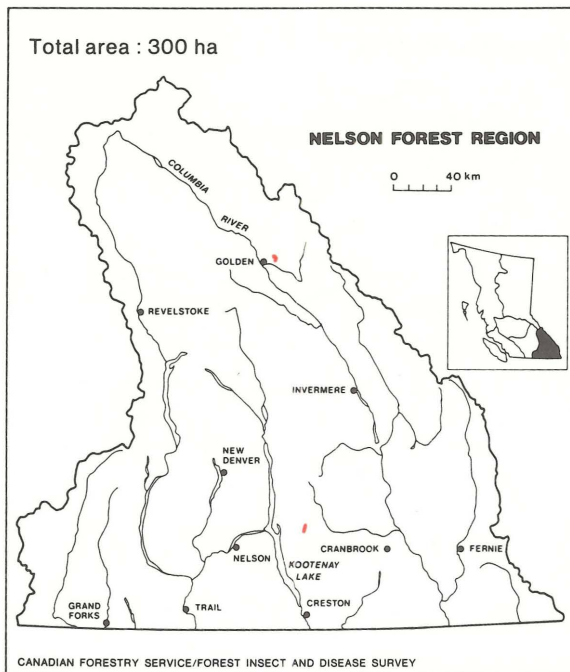 Total area : 300 ha
NELSON FOREST REGION
0 40 km
COLUMBIA
RIVER
GOLDEN
REVELSTOKE
INVERMERE
NEW
DENVER
NELSON
KOOTENAY
LAKE
CRANBROOK
FERNIE
GRAND
FORKS
TRAIL
CRESTON
CANADIAN FORESTRY SERVICE/FOREST INSECT AND DISEASE SURVEY